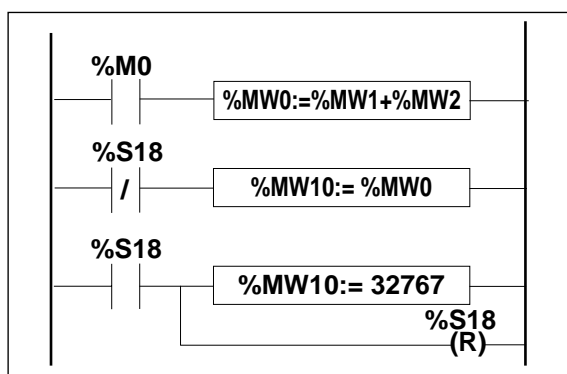 %M0
%MW0:=%MW1+%MW2
%S18
/
%MW10:= %MW0
%S18
%MW10:= 32767
%S18
(R)